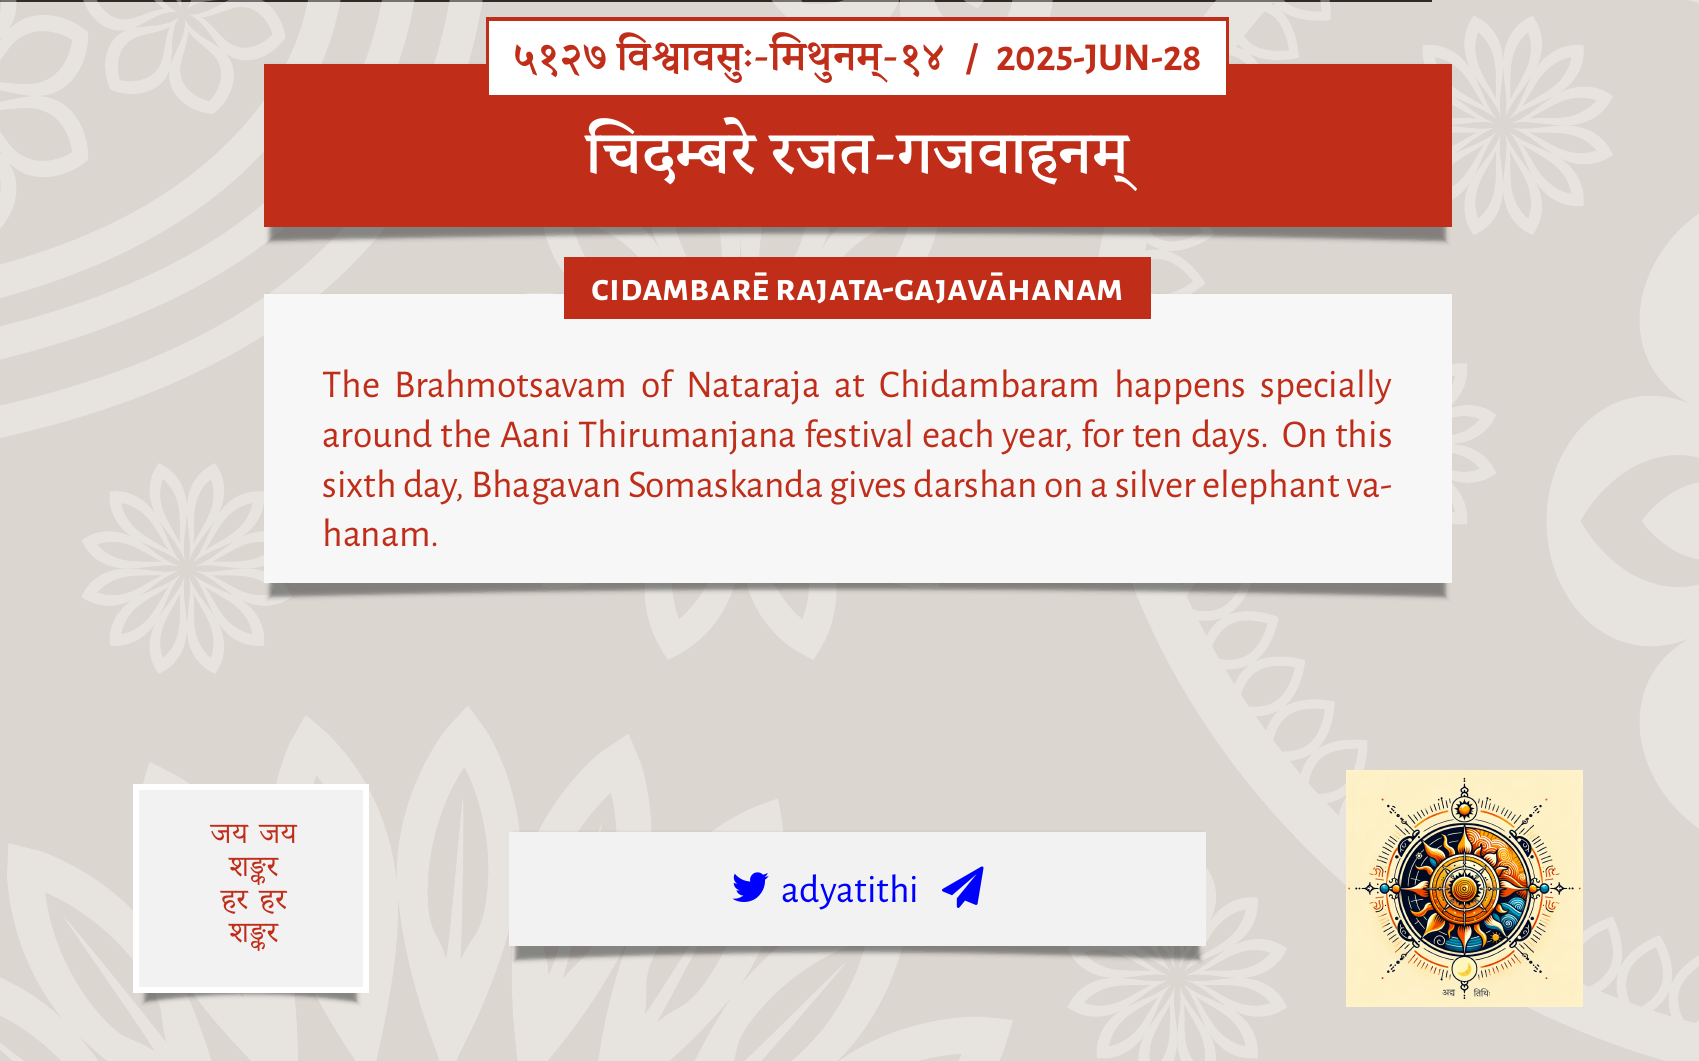 ५१२७ विश्वावसुः-मिथुनम्-१४ / 2025-JUN-28
चिदम्बरे रजत-गजवाहनम्
CIDAMBARĒ RAJATA-GAJAVĀHANAM
The Brahmotsavam of Nataraja at Chidambaram happens specially
around the Aani Thirumanjana festival each year, for ten days. On this
sixth day, Bhagavan Somaskanda gives darshan on a silver elephant va-
hanam.
जय जय
शङ्कर
हर हर
शङ्कर
adyatithi
अद्य तिथिः